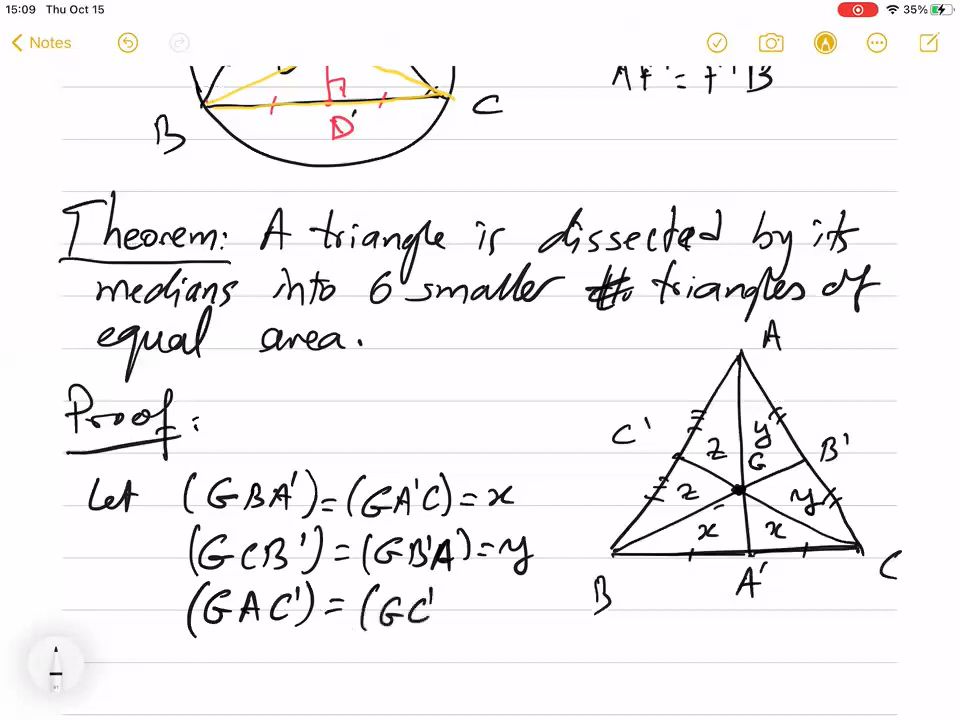 15:09 Thu Oct 15
35%
Notes
AF' = F'B
B
D'
C
Theorem: A triangle is dissected by its
medians into 6 smaller triangles of
equal area.
A
Proof:
C'
z
y
G
B'
Let (GBA') = (GA'C) = x
z
y
x
x
(GCB') = (GB'A) = y
B
A'
C
(GAC') = (GC'